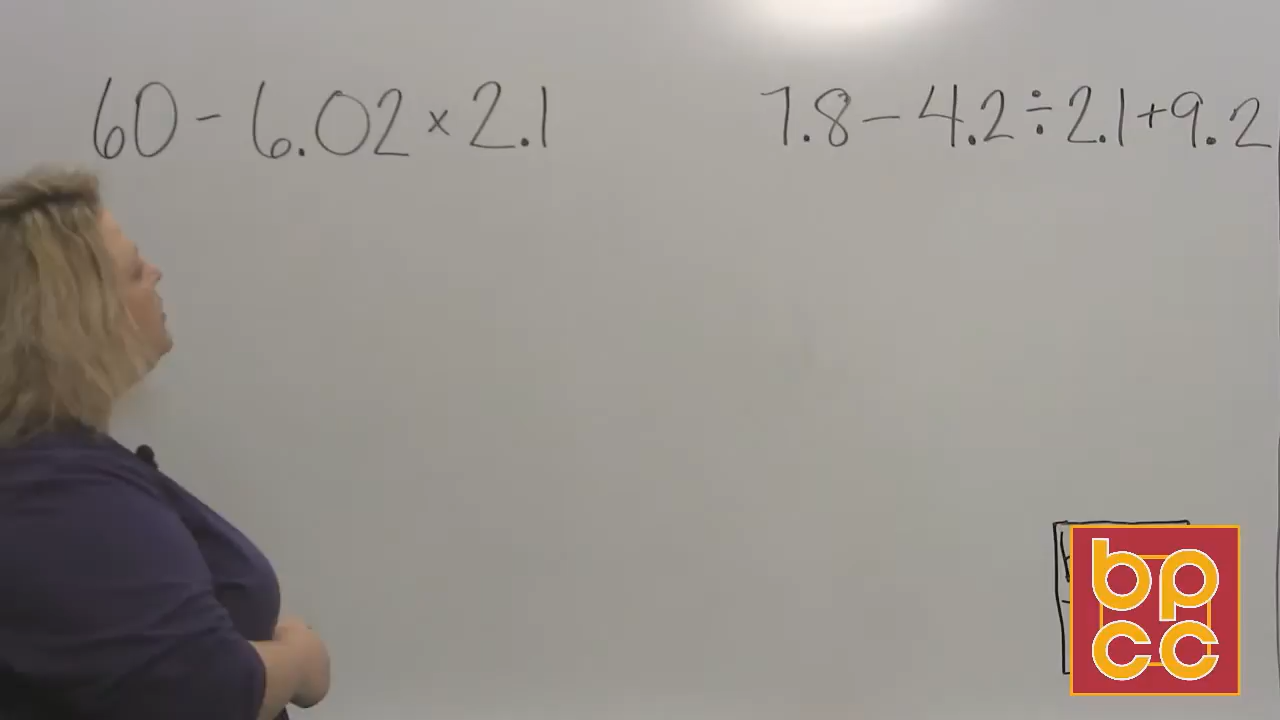 60 - 6.02 × 2.1
7.8 - 4.2 ÷ 2.1 + 9.2
bp
cc